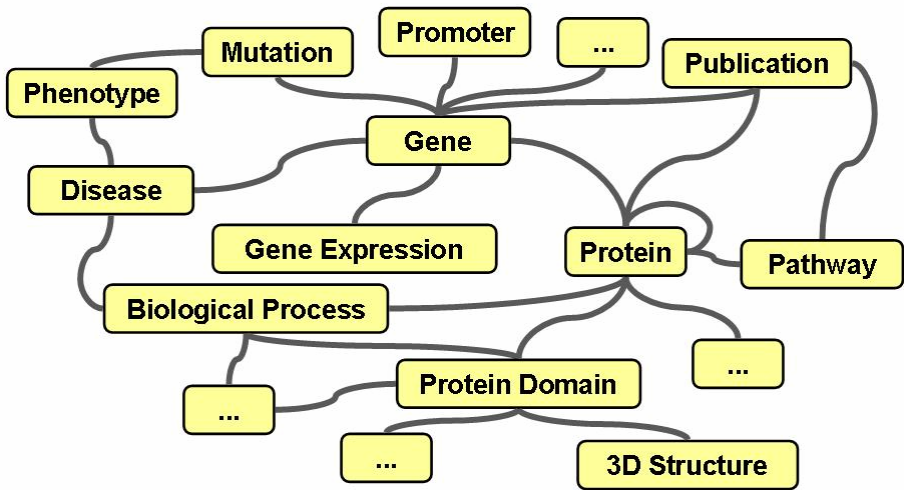 Promoter
...
Mutation
Publication
Phenotype
Gene
Disease
Gene Expression
Protein
Pathway
Biological Process
...
Protein Domain
...
...
3D Structure